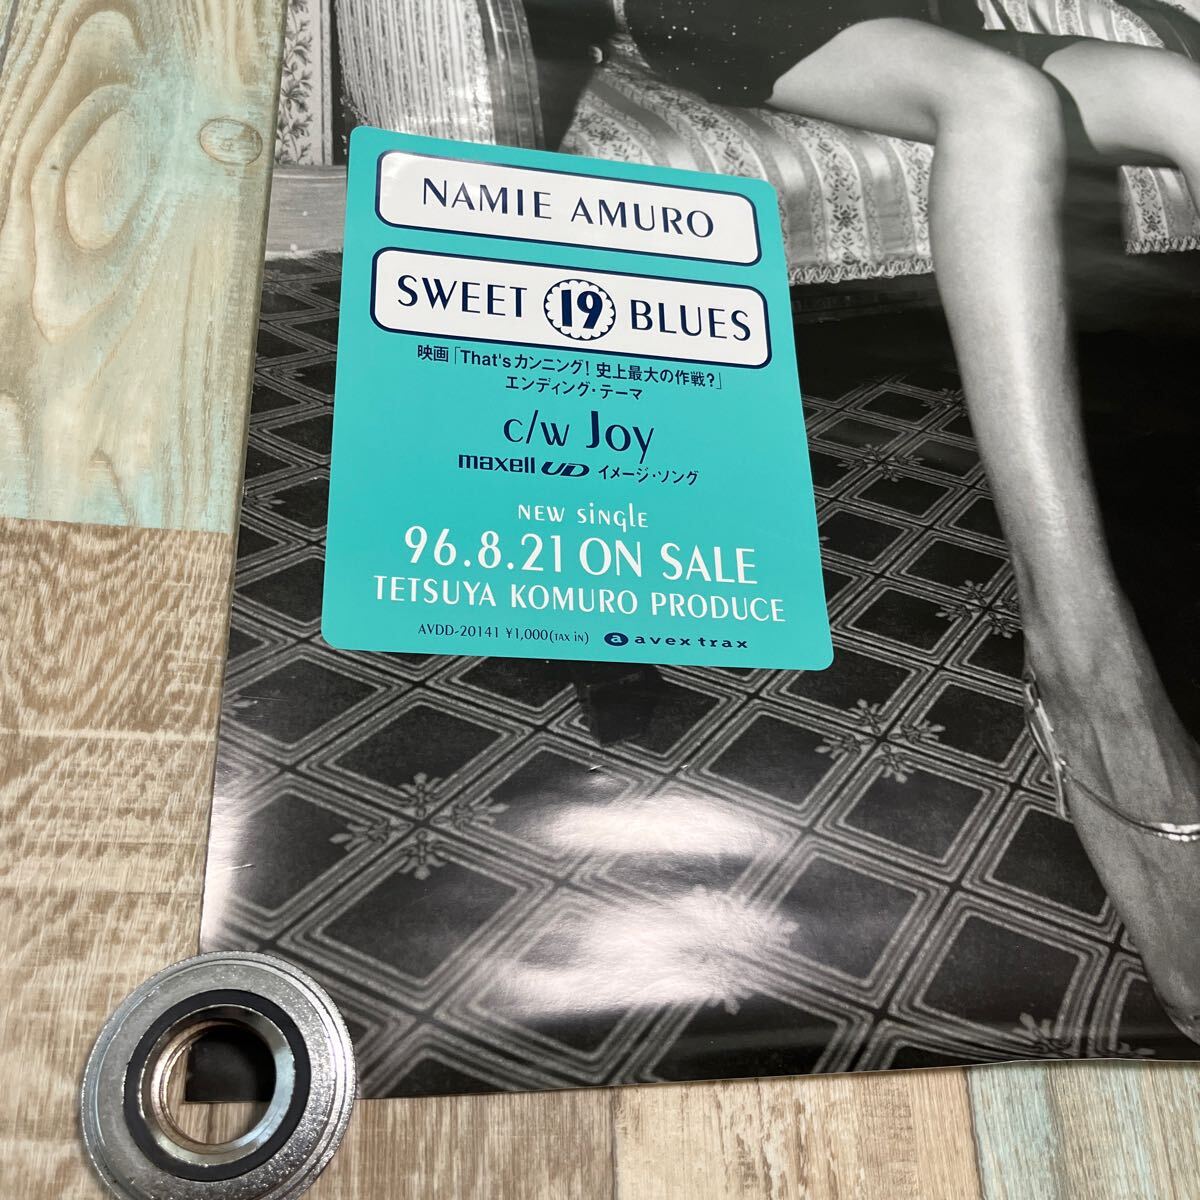 NAMIE AMURO
SWEET 19 BLUES
映画「That'sカンニング! 史上最大の作戦?」
エンディング・テーマ
c/w Joy
maxell UD イメージ・ソング
NEW SINGLE
96.8.21 ON SALE
TETSUYA KOMURO PRODUCE
AVDD-20141 ¥1,000(TAX IN) a avex trax